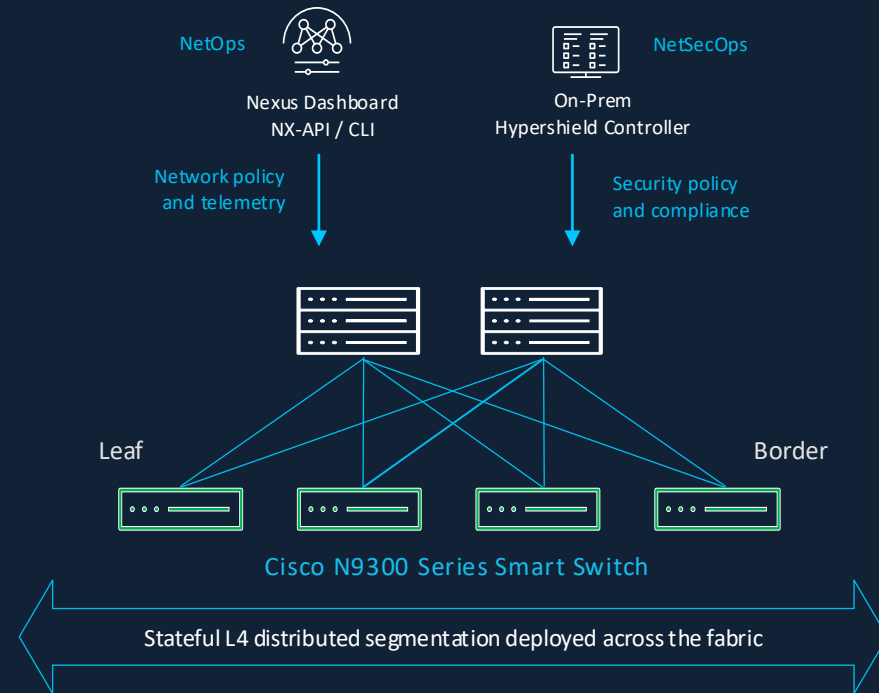 NetOps
NetSecOps
Nexus Dashboard
NX-API / CLI
On-Prem
Hypershield Controller
Network policy
and telemetry
Security policy
and compliance
Leaf
Border
Cisco N9300 Series Smart Switch
Stateful L4 distributed segmentation deployed across the fabric